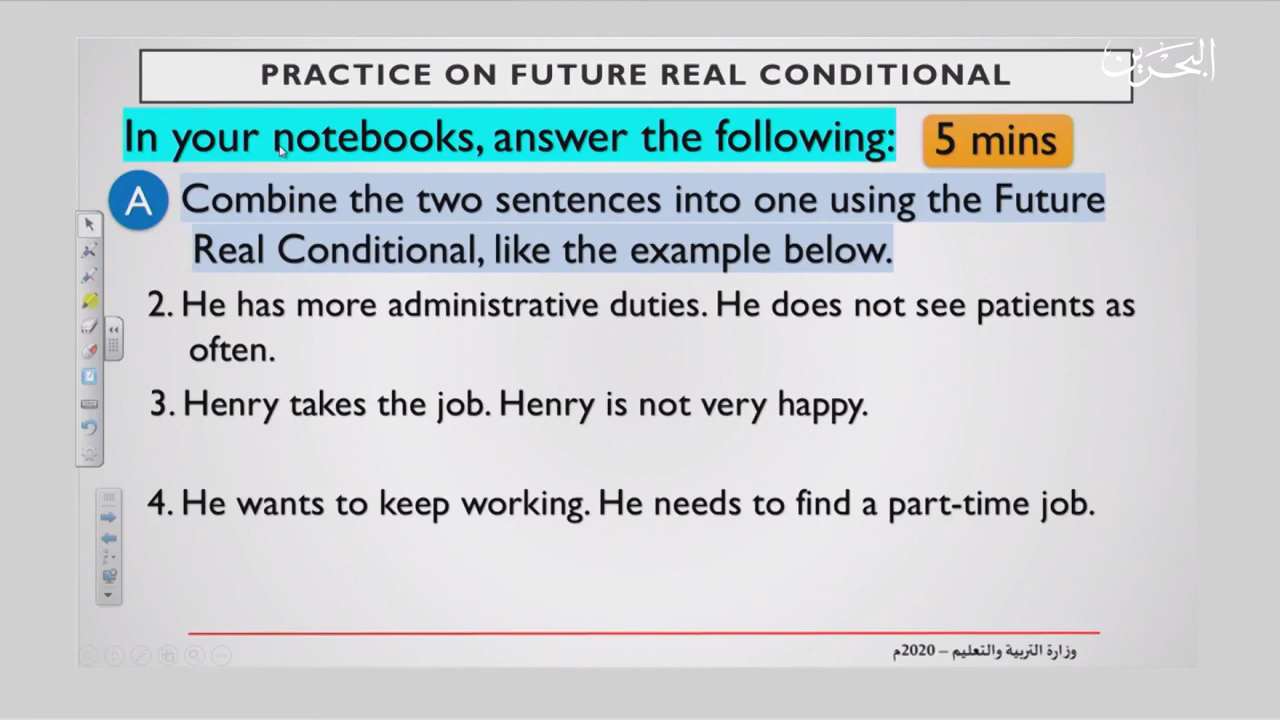 البحرين
PRACTICE ON FUTURE REAL CONDITIONAL
In your notebooks, answer the following:
5 mins
A
Combine the two sentences into one using the Future
Real Conditional, like the example below.
2. He has more administrative duties. He does not see patients as
often.
3. Henry takes the job. Henry is not very happy.
4. He wants to keep working. He needs to find a part-time job.
وزارة التربية والتعليم – 2020م